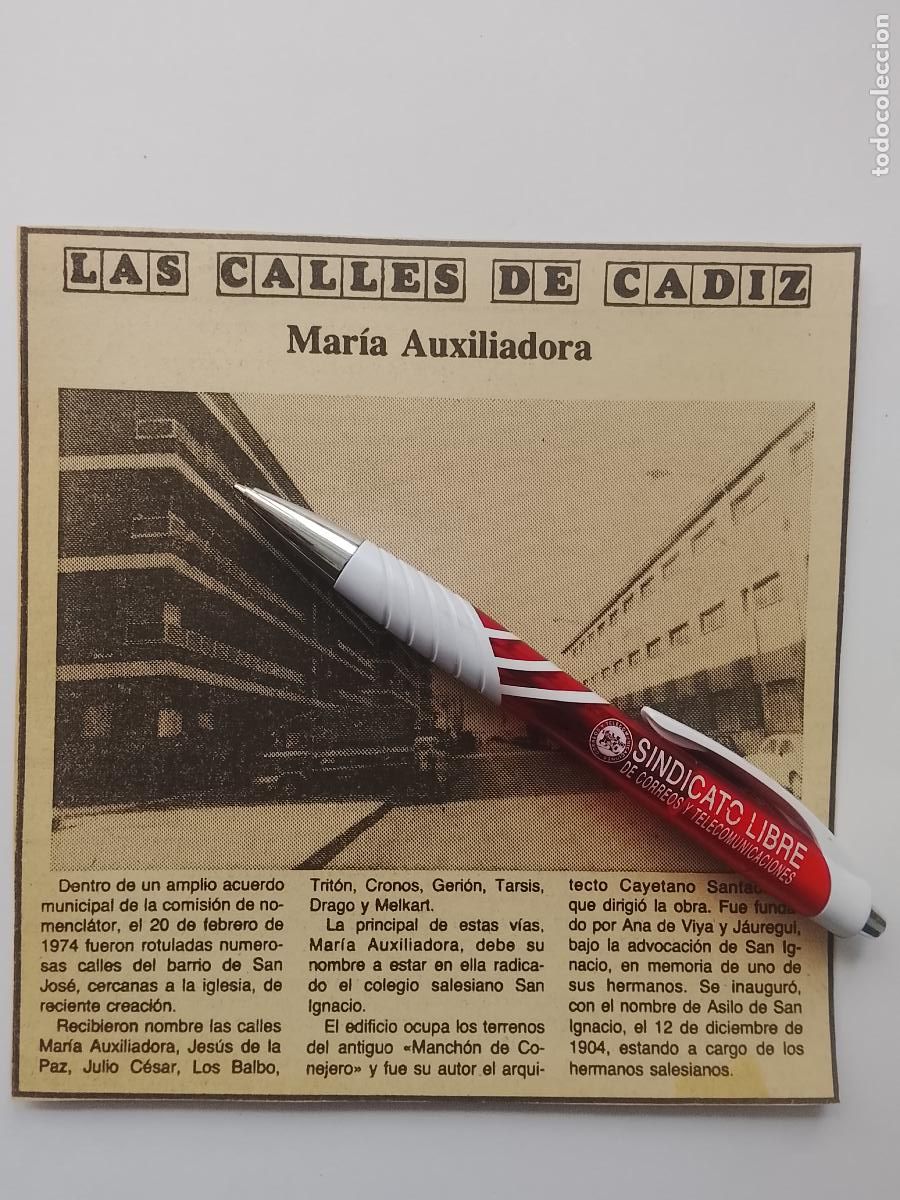 todocoleccion
LAS CALLES DE CADIZ
María Auxiliadora
SINDICATO LIBRE
DE CORREOS Y TELECOMUNICACIONES
Dentro de un amplio acuerdo
municipal de la comisión de no-
menclátor, el 20 de febrero de
1974 fueron rotuladas numero-
sas calles del barrio de San
José, cercanas a la iglesia, de
reciente creación.
Recibieron nombre las calles
María Auxiliadora, Jesús de la
Paz, Julio César, Los Balbo,
Tritón, Cronos, Gerión, Tarsis,
Drago y Melkart.
La principal de estas vías,
María Auxiliadora, debe su
nombre a estar en ella radica-
do el colegio salesiano San
Ignacio.
El edificio ocupa los terrenos
del antiguo «Manchón de Co-
nejero» y fue su autor el arqui-
tecto Cayetano
que dirigió la obra. Fue funda-
do por Ana de Viya y Jáuregui,
bajo la advocación de San Ig-
nacio, en memoria de uno de
sus hermanos. Se inauguró,
con el nombre de Asilo de San
Ignacio, el 12 de diciembre de
1904, estando a cargo de los
hermanos salesianos.